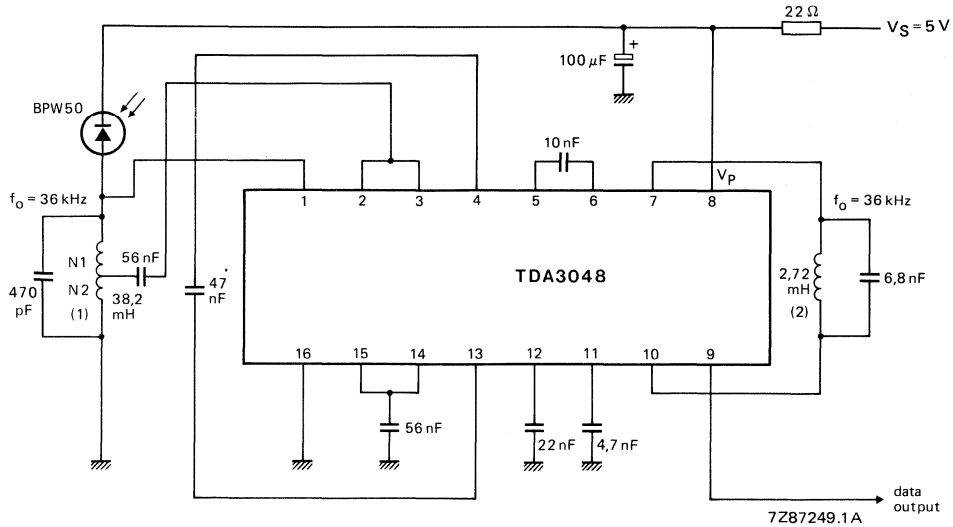 22 Ω
V_S = 5 V
100 μF
+
BPW50
10 nF
V_P
1 2 3 4 5 6 7 8
f_o = 36 kHz
f_o = 36 kHz
N1
56 nF
TDA3048
47
nF
2,72
mH
(2)
6,8 nF
470
pF
N2
(1)
38,2
mH
16 15 14 13 12 11 10 9
56 nF
22 nF
4,7 nF
data
output
7Z87249.1A